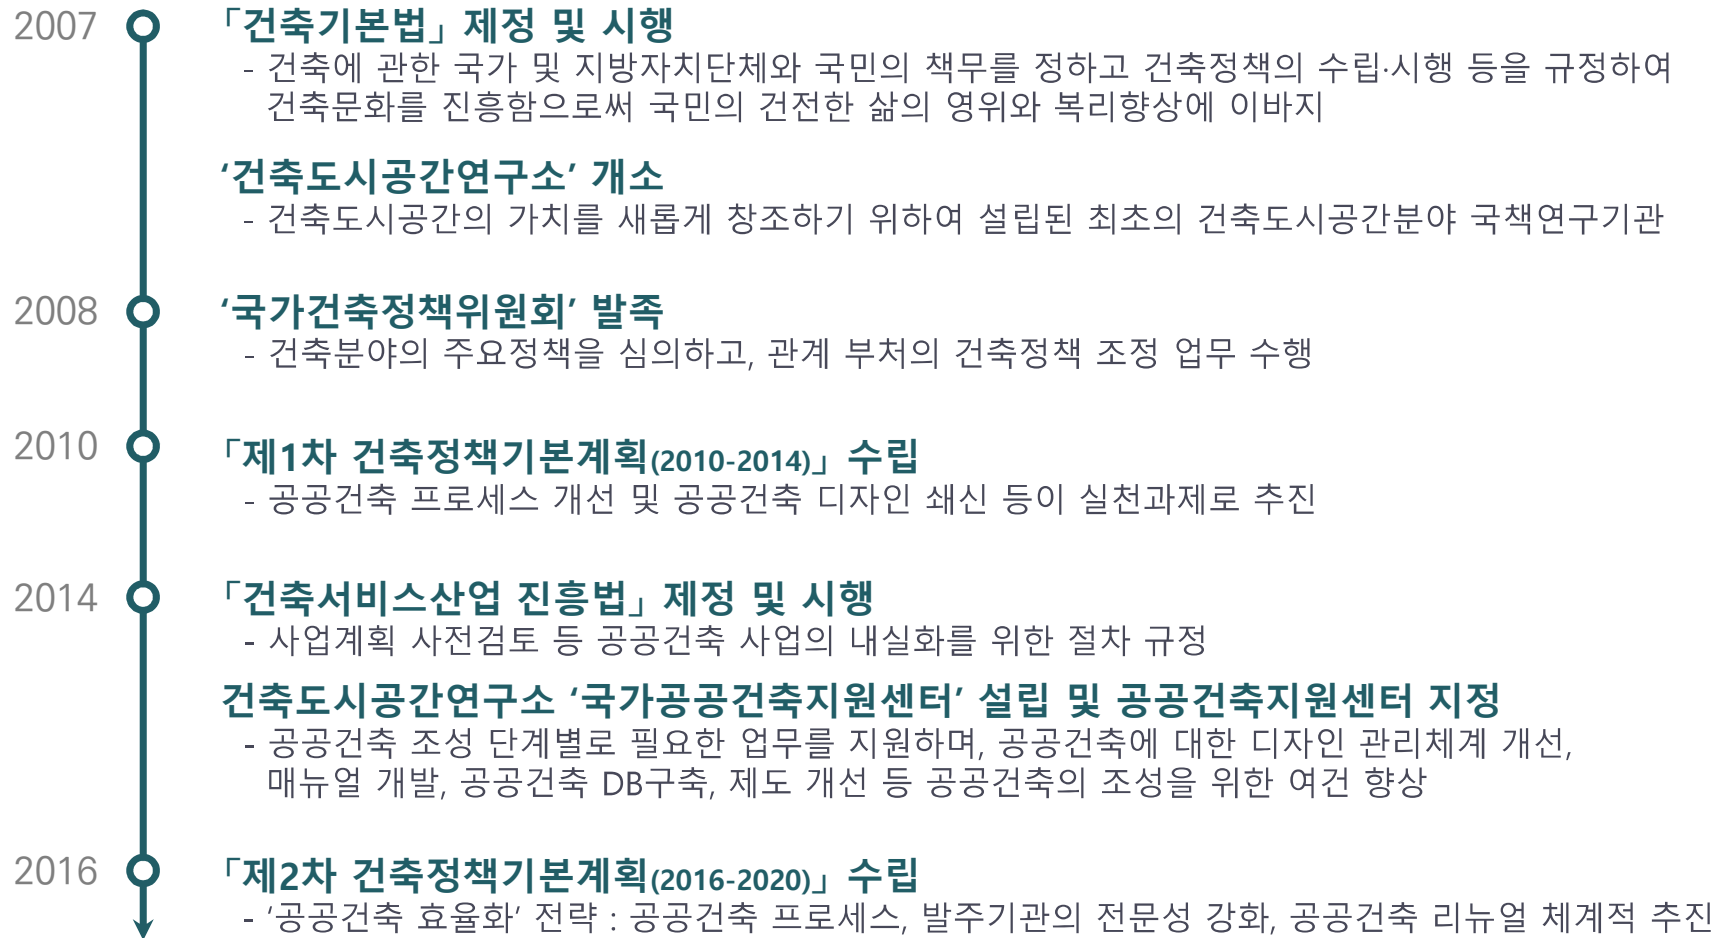 2007
「건축기본법」 제정 및 시행
- 건축에 관한 국가 및 지방자치단체와 국민의 책무를 정하고 건축정책의 수립·시행 등을 규정하여
건축문화를 진흥함으로써 국민의 건전한 삶의 영위와 복리향상에 이바지
‘건축도시공간연구소’ 개소
- 건축도시공간의 가치를 새롭게 창조하기 위하여 설립된 최초의 건축도시공간분야 국책연구기관
2008
‘국가건축정책위원회’ 발족
- 건축분야의 주요정책을 심의하고, 관계 부처의 건축정책 조정 업무 수행
2010
「제1차 건축정책기본계획(2010-2014)」 수립
- 공공건축 프로세스 개선 및 공공건축 디자인 쇄신 등이 실천과제로 추진
2014
「건축서비스산업 진흥법」 제정 및 시행
- 사업계획 사전검토 등 공공건축 사업의 내실화를 위한 절차 규정
건축도시공간연구소 ‘국가공공건축지원센터’ 설립 및 공공건축지원센터 지정
- 공공건축 조성 단계별로 필요한 업무를 지원하며, 공공건축에 대한 디자인 관리체계 개선,
매뉴얼 개발, 공공건축 DB구축, 제도 개선 등 공공건축의 조성을 위한 여건 향상
2016
「제2차 건축정책기본계획(2016-2020)」 수립
- ‘공공건축 효율화‘ 전략 : 공공건축 프로세스, 발주기관의 전문성 강화, 공공건축 리뉴얼 체계적 추진